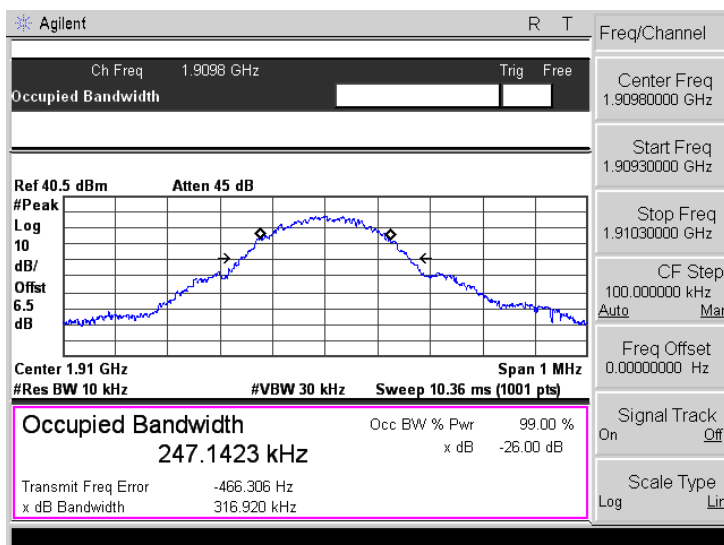 Agilent R T
Freq/Channel
Ch Freq 1.9098 GHz Trig Free
Occupied Bandwidth
Center Freq
1.90980000 GHz
Start Freq
1.90930000 GHz
Stop Freq
1.91030000 GHz
CF Step
100.000000 kHz
Auto Man
Freq Offset
0.00000000 Hz
Signal Track
On Off
Scale Type
Log Lin
Ref 40.5 dBm Atten 45 dB
#Peak
Log
10
dB/
Offst
6.5
dB
Center 1.91 GHz Span 1 MHz
#Res BW 10 kHz #VBW 30 kHz Sweep 10.36 ms (1001 pts)
Occupied Bandwidth Occ BW % Pwr 99.00 %
247.1423 kHz x dB -26.00 dB
Transmit Freq Error -466.306 Hz
x dB Bandwidth 316.920 kHz